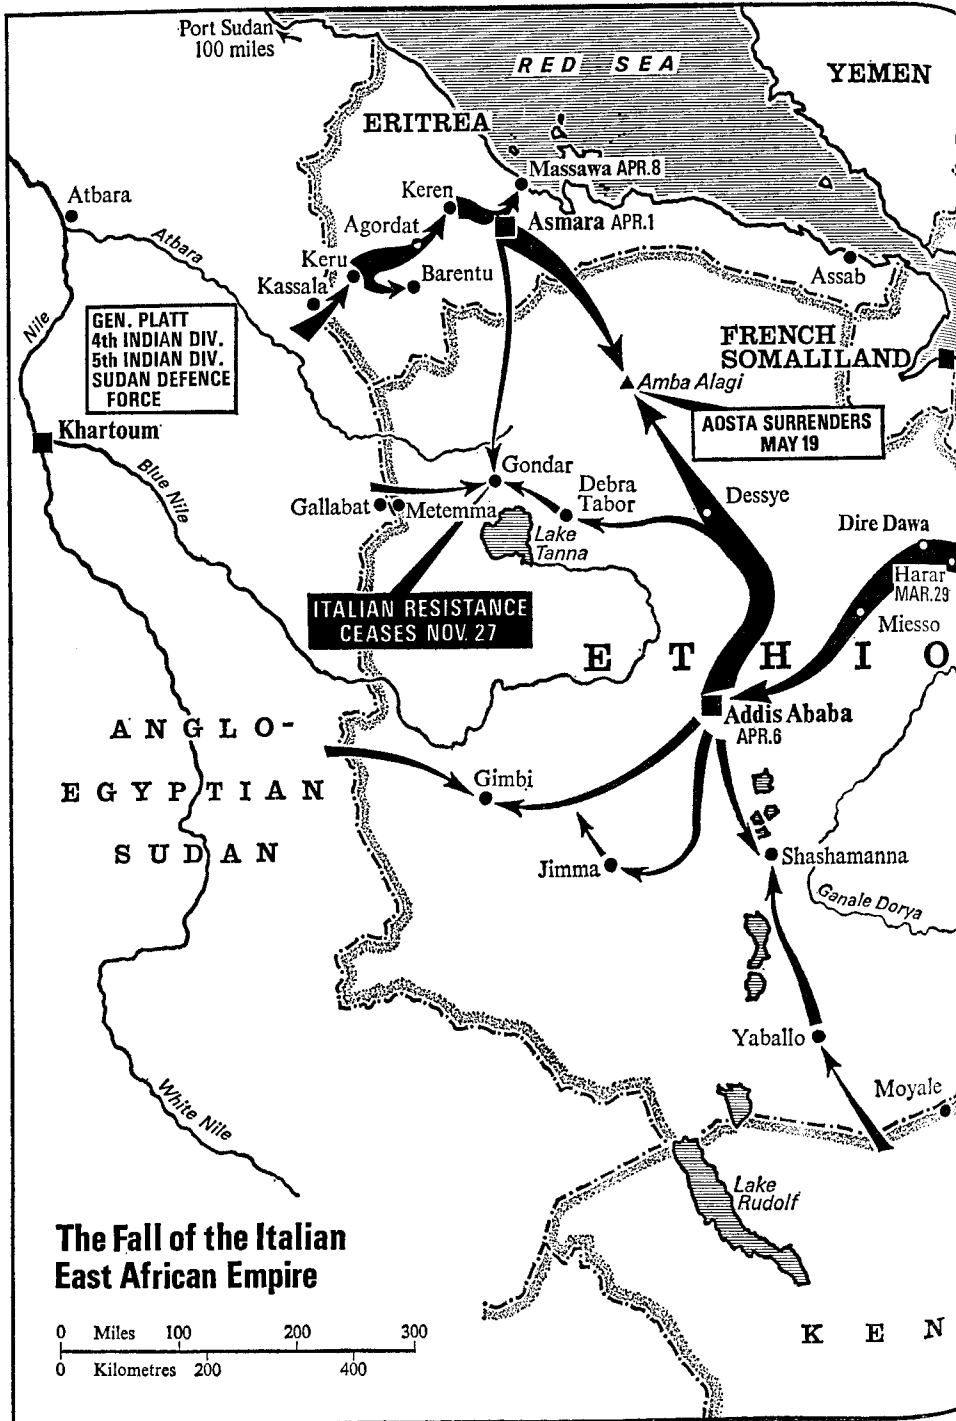 Port Sudan
100 miles
RED SEA
YEMEN
ERITREA
Massawa APR.8
Keren
Atbara
Asmara APR.1
Agordat
Atbara
Keru
Barentu
Assab
Kassala
Nile
GEN. PLATT
4th INDIAN DIV.
5th INDIAN DIV.
SUDAN DEFENCE
FORCE
FRENCH
SOMALILAND
Amba Alagi
AOSTA SURRENDERS
MAY 19
Khartoum
Blue Nile
Gondar
Debra
Tabor
Dessye
Gallabat
Metemma
Lake
Tanna
Dire Dawa
Harar
MAR.29
Miesso
ITALIAN RESISTANCE
CEASES NOV. 27
ETHIO
Addis Ababa
APR.6
ANGLO-
EGYPTIAN
SUDAN
Gimbi
Jimma
Shashamanna
Ganale Dorya
Yaballo
Moyale
White Nile
Lake
Rudolf
The Fall of the Italian
East African Empire
0 Miles 100 200 300
0 Kilometres 200 400
KEN